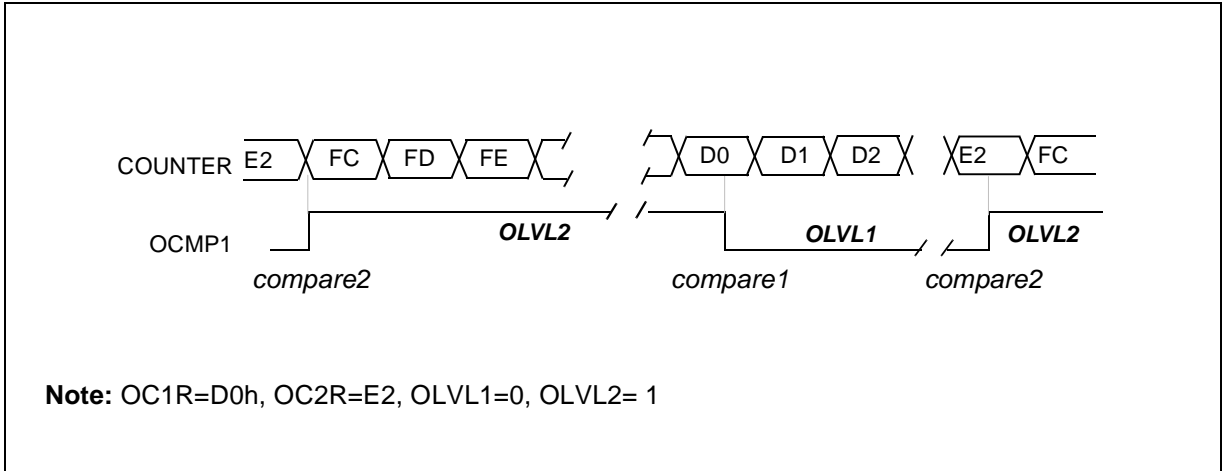 COUNTER E2 FC FD FE D0 D1 D2 E2 FC
OCMP1 OLVL2 OLVL1 OLVL2
compare2 compare1 compare2
Note: OC1R=D0h, OC2R=E2, OLVL1=0, OLVL2= 1